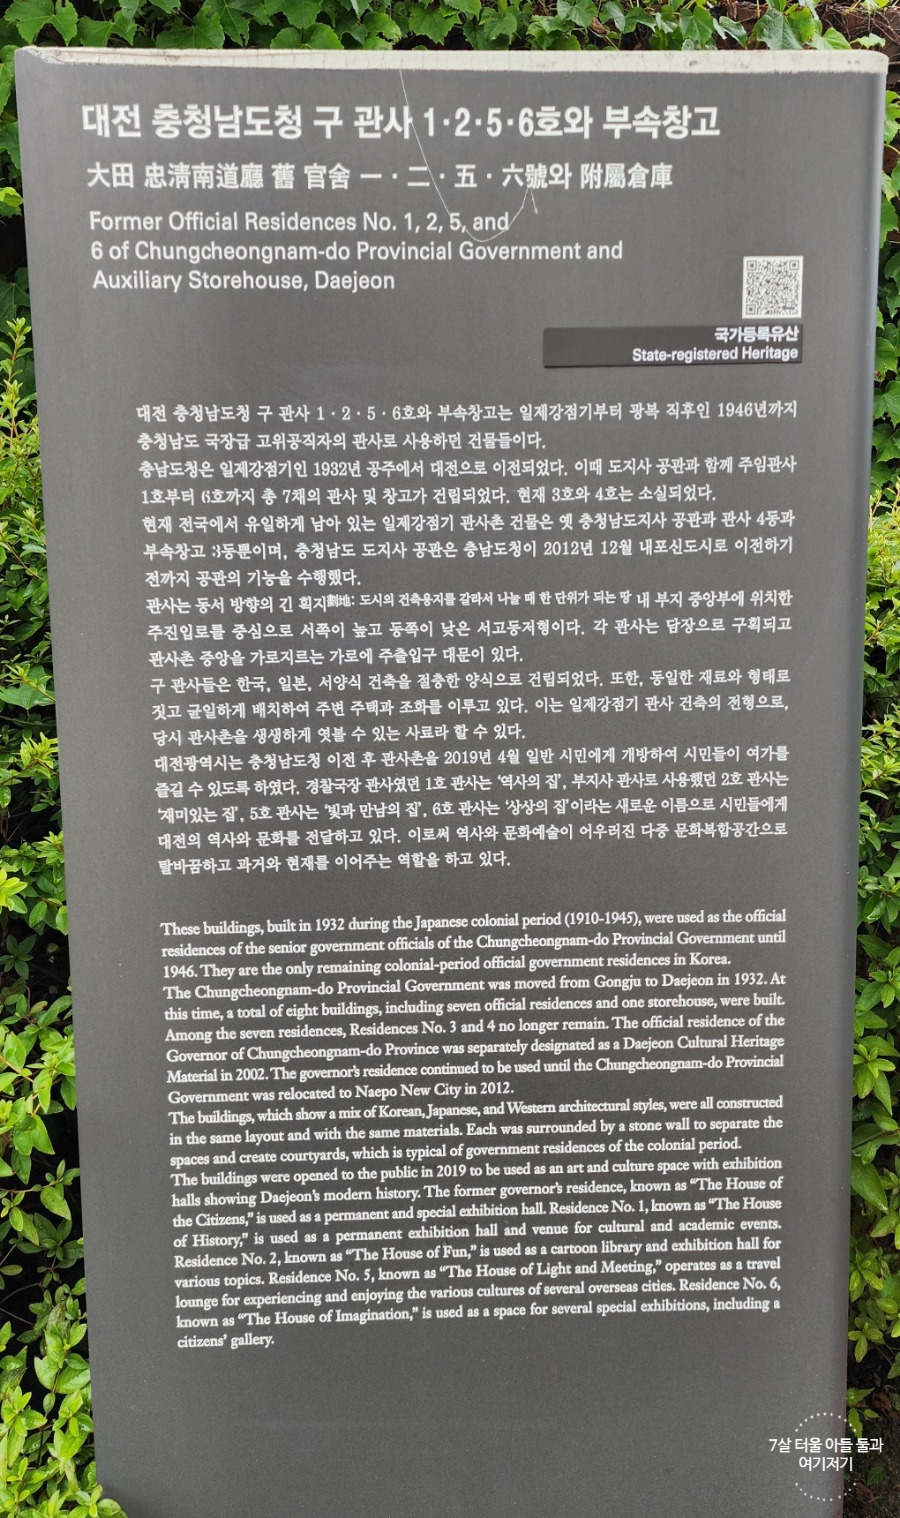 대전 충청남도청 구 관사 1·2·5·6호와 부속창고
大田 忠淸南道廳 舊 官舍 一 · 二 · 五 · 六號와 附屬倉庫
Former Official Residences No. 1, 2, 5, and
6 of Chungcheongnam-do Provincial Government and
Auxiliary Storehouse, Daejeon
국가등록유산
State-registered Heritage
대전 충청남도청 구 관사 1 · 2 · 5 · 6호와 부속창고는 일제강점기부터 광복 직후인 1946년까지
충청남도 국장급 고위공직자의 관사로 사용하던 건물들이다.
충남도청은 일제강점기인 1932년 공주에서 대전으로 이전되었다. 이때 도지사 공관과 함께 주임관사
1호부터 6호까지 총 7채의 관사 및 창고가 건립되었다. 현재 3호와 4호는 소실되었다.
현재 전국에서 유일하게 남아 있는 일제강점기 관사촌 건물은 옛 충청남도지사 공관과 관사 4동과
부속창고 3동뿐이며, 충청남도 도지사 공관은 충남도청이 2012년 12월 내포신도시로 이전하기
전까지 공관의 기능을 수행했다.
관사는 동서 방향의 긴 획지劃地: 도시의 건축용지를 갈라서 나눌 때 한 단위가 되는 땅 내 부지 중앙부에 위치한
주진입로를 중심으로 서쪽이 높고 동쪽이 낮은 서고동저형이다. 각 관사는 담장으로 구획되고
관사촌 중앙을 가로지르는 가로에 주출입구 대문이 있다.
구 관사들은 한국, 일본, 서양식 건축을 절충한 양식으로 건립되었다. 또한, 동일한 재료와 형태로
짓고 균일하게 배치하여 주변 주택과 조화를 이루고 있다. 이는 일제강점기 관사 건축의 전형으로,
당시 관사촌을 생생하게 엿볼 수 있는 사료라 할 수 있다.
대전광역시는 충청남도청 이전 후 관사촌을 2019년 4월 일반 시민에게 개방하여 시민들이 여가를
즐길 수 있도록 하였다. 경찰국장 관사였던 1호 관사는 ‘역사의 집’, 부지사 관사로 사용했던 2호 관사는
‘재미있는 집’, 5호 관사는 ‘빛과 만남의 집’, 6호 관사는 ‘상상의 집’이라는 새로운 이름으로 시민들에게
대전의 역사와 문화를 전달하고 있다. 이로써 역사와 문화예술이 어우러진 다중 문화복합공간으로
탈바꿈하고 과거와 현재를 이어주는 역할을 하고 있다.
These buildings, built in 1932 during the Japanese colonial period (1910-1945), were used as the official
residences of the senior government officials of the Chungcheongnam-do Provincial Government until
1946. They are the only remaining colonial-period official government residences in Korea.
The Chungcheongnam-do Provincial Government was moved from Gongju to Daejeon in 1932. At
this time, a total of eight buildings, including seven official residences and one storehouse, were built.
Among the seven residences, Residences No. 3 and 4 no longer remain. The official residence of the
Governor of Chungcheongnam-do Province was separately designated as a Daejeon Cultural Heritage
Material in 2002. The governor’s residence continued to be used until the Chungcheongnam-do Provincial
Government was relocated to Naepo New City in 2012.
The buildings, which show a mix of Korean, Japanese, and Western architectural styles, were all constructed
in the same layout and with the same materials. Each was surrounded by a stone wall to separate the
spaces and create courtyards, which is typical of government residences of the colonial period.
The buildings were opened to the public in 2019 to be used as an art and culture space with exhibition
halls showing Daejeon’s modern history. The former governor’s residence, known as “The House of
the Citizens,” is used as a permanent and special exhibition hall. Residence No. 1, known as “The House
of History,” is used as a permanent exhibition hall and venue for cultural and academic events.
Residence No. 2, known as “The House of Fun,” is used as a cartoon library and exhibition hall for
various topics. Residence No. 5, known as “The House of Light and Meeting,” operates as a travel
lounge for experiencing and enjoying the various cultures of several overseas cities. Residence No. 6,
known as “The House of Imagination,” is used as a space for several special exhibitions, including a
citizens’ gallery.
7살 터울 아들 둘과
여기저기